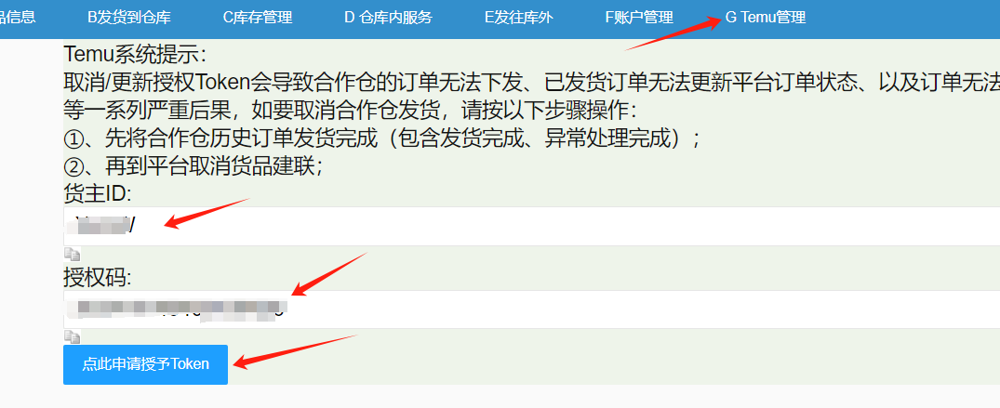 品信息 B发货到仓库 C库存管理 D 仓库内服务 E发往库外 F账户管理 G Temu管理
Temu系统提示：
取消/更新授权Token会导致合作仓的订单无法下发、已发货订单无法更新平台订单状态、以及订单无法
等一系列严重后果，如要取消合作仓发货，请按以下步骤操作：
①、先将合作仓历史订单发货完成（包含发货完成、异常处理完成）；
②、再到平台取消货品建联；
货主ID:
授权码:
点此申请授予Token